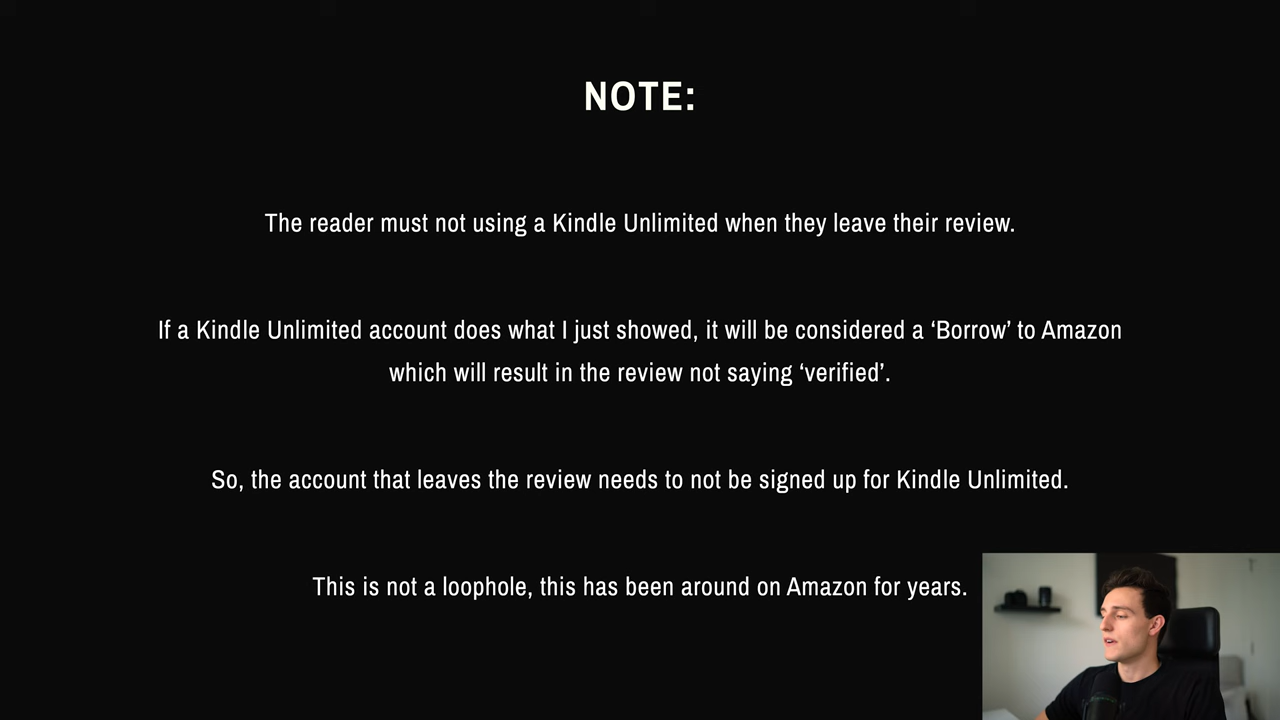 NOTE:
The reader must not using a Kindle Unlimited when they leave their review.
If a Kindle Unlimited account does what I just showed, it will be considered a ‘Borrow’ to Amazon
which will result in the review not saying ‘verified’.
So, the account that leaves the review needs to not be signed up for Kindle Unlimited.
This is not a loophole, this has been around on Amazon for years.